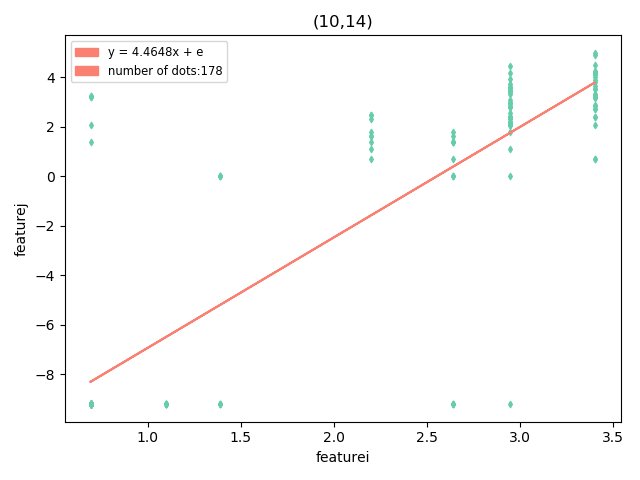 (10,14)
y = 4.4648x + e
number of dots:178
4
2
0
−2
−4
−6
−8
featurej
1.0 1.5 2.0 2.5 3.0 3.5
featurei